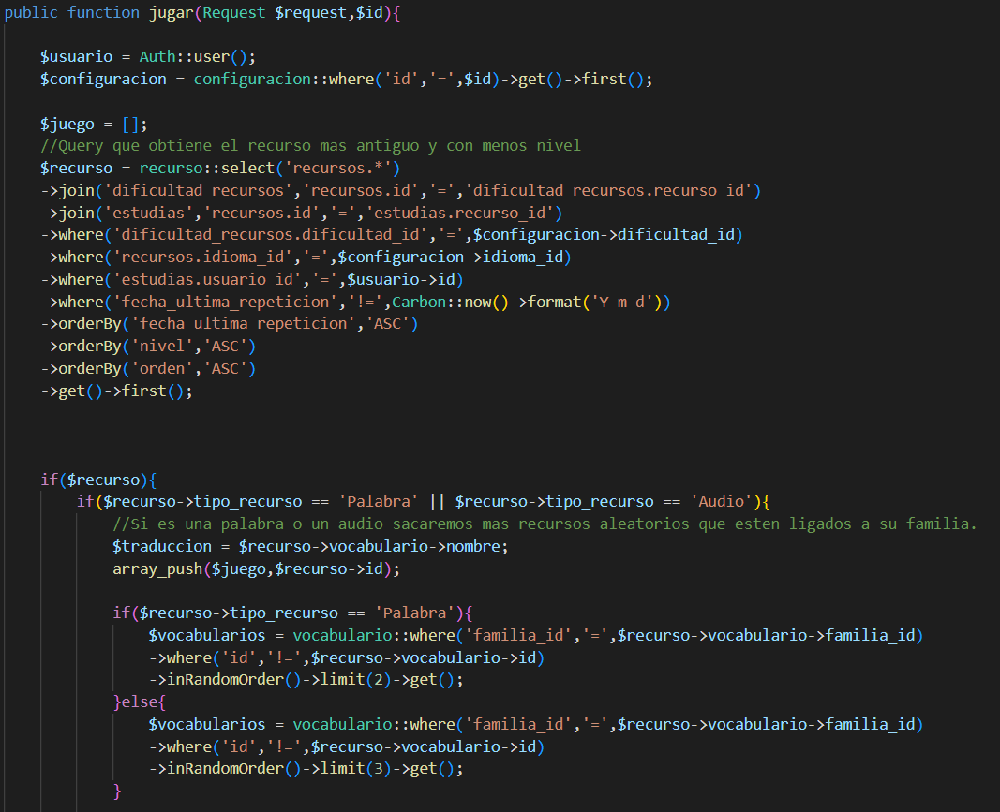 public function jugar(Request $request,$id){
$usuario = Auth::user();
$configuracion = configuracion::where('id','=',$id)->get()->first();
$juego = [];
//Query que obtiene el recurso mas antiguo y con menos nivel
$recurso = recurso::select('recursos.*')
->join('dificultad_recursos','recursos.id','=','dificultad_recursos.recurso_id')
->join('estudias','recursos.id','=','estudias.recurso_id')
->where('dificultad_recursos.dificultad_id','=',$configuracion->dificultad_id)
->where('recursos.idioma_id','=',$configuracion->idioma_id)
->where('estudias.usuario_id','=',$usuario->id)
->where('fecha_ultima_repeticion','!=',Carbon::now()->format('Y-m-d'))
->orderBy('fecha_ultima_repeticion','ASC')
->orderBy('nivel','ASC')
->orderBy('orden','ASC')
->get()->first();
if($recurso){
if($recurso->tipo_recurso == 'Palabra' || $recurso->tipo_recurso == 'Audio'){
//Si es una palabra o un audio sacaremos mas recursos aleatorios que esten ligados a su familia.
$traduccion = $recurso->vocabulario->nombre;
array_push($juego,$recurso->id);
if($recurso->tipo_recurso == 'Palabra'){
$vocabularios = vocabulario::where('familia_id','=',$recurso->vocabulario->familia_id)
->where('id','!=',$recurso->vocabulario->id)
->inRandomOrder()->limit(2)->get();
}else{
$vocabularios = vocabulario::where('familia_id','=',$recurso->vocabulario->familia_id)
->where('id','!=',$recurso->vocabulario->id)
->inRandomOrder()->limit(3)->get();
}